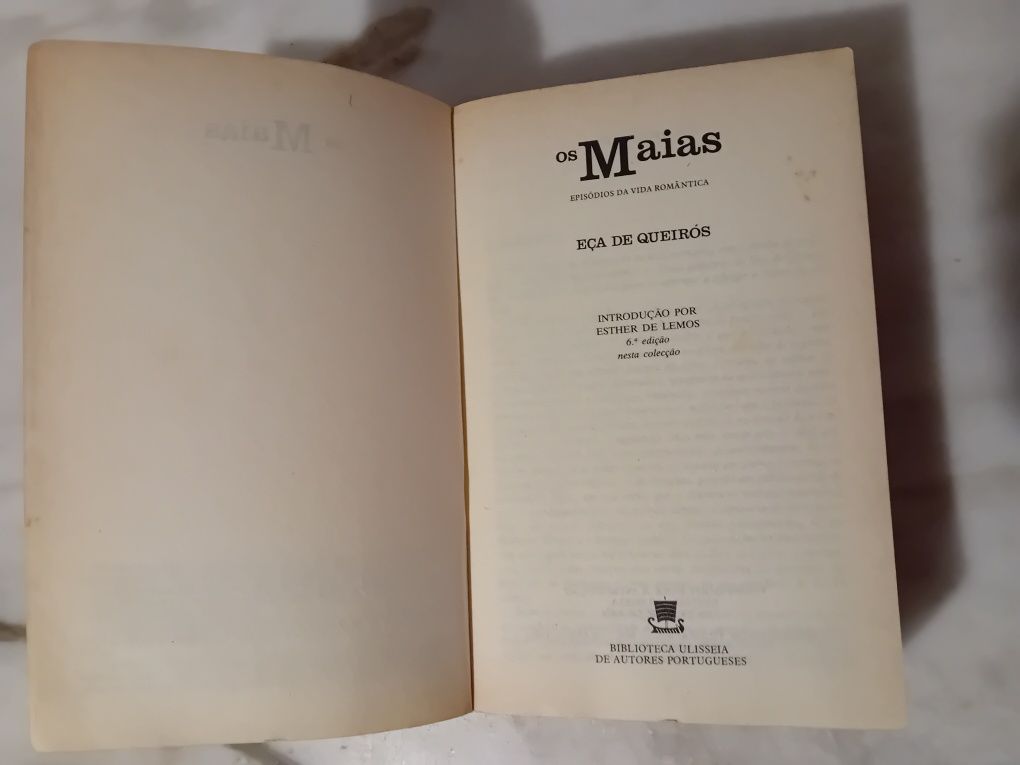 os Maias
EPISÓDIOS DA VIDA ROMÂNTICA
EÇA DE QUEIRÓS
INTRODUÇÃO POR
ESTHER DE LEMOS
6.ª edição
nesta colecção
BIBLIOTECA ULISSEIA
DE AUTORES PORTUGUESES